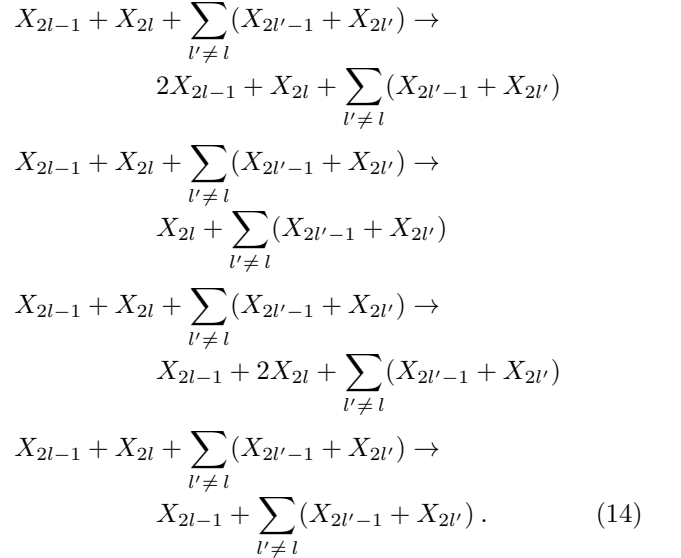 X_{2l-1} + X_{2l} + \sum_{l' \neq l} (X_{2l'-1} + X_{2l'}) \rightarrow
2X_{2l-1} + X_{2l} + \sum_{l' \neq l} (X_{2l'-1} + X_{2l'})
X_{2l-1} + X_{2l} + \sum_{l' \neq l} (X_{2l'-1} + X_{2l'}) \rightarrow
X_{2l} + \sum_{l' \neq l} (X_{2l'-1} + X_{2l'})
X_{2l-1} + X_{2l} + \sum_{l' \neq l} (X_{2l'-1} + X_{2l'}) \rightarrow
X_{2l-1} + 2X_{2l} + \sum_{l' \neq l} (X_{2l'-1} + X_{2l'})
X_{2l-1} + X_{2l} + \sum_{l' \neq l} (X_{2l'-1} + X_{2l'}) \rightarrow
X_{2l-1} + \sum_{l' \neq l} (X_{2l'-1} + X_{2l'}) . (14)